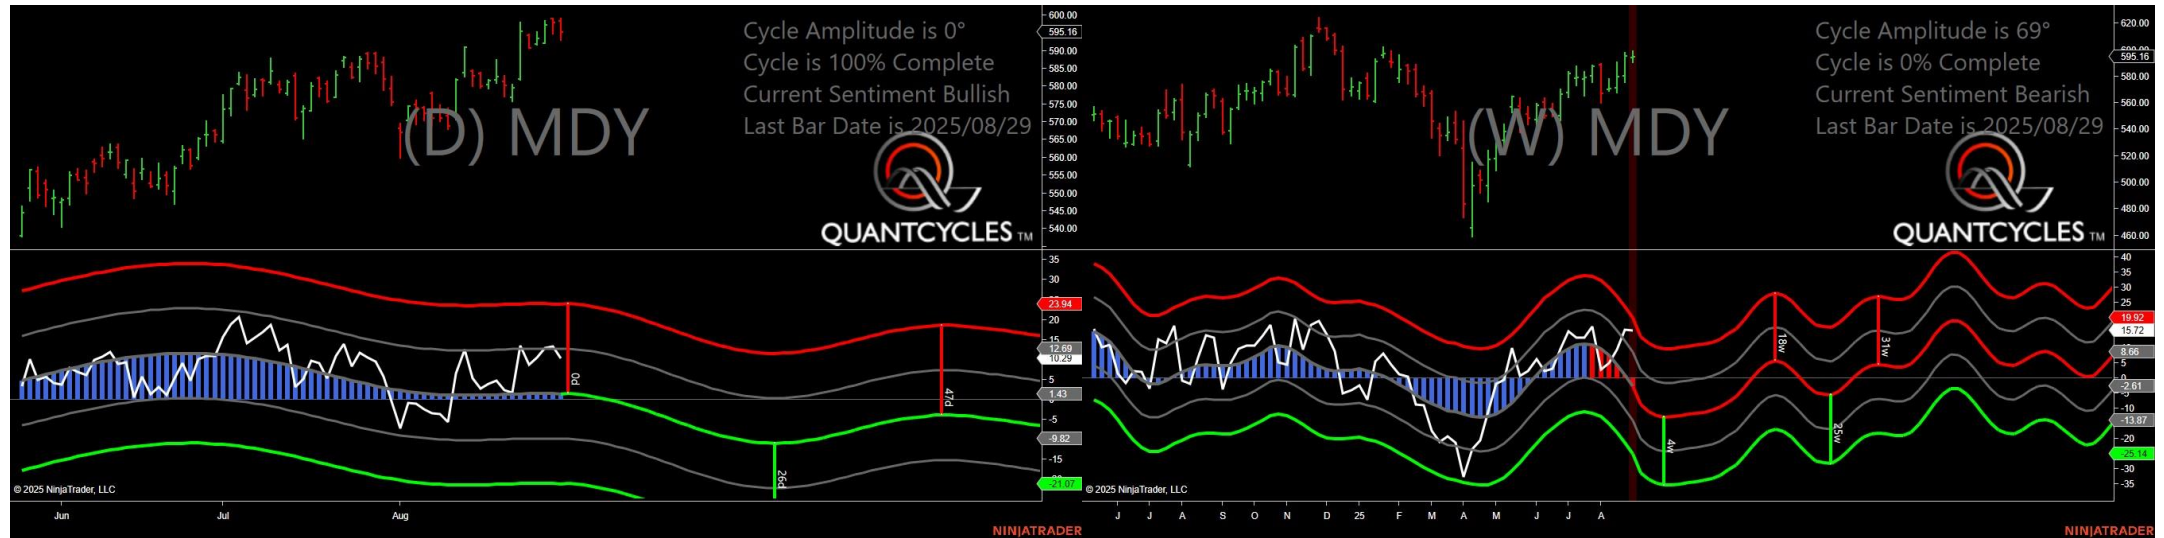 Cycle Amplitude is 0°
Cycle is 100% Complete
Current Sentiment Bullish
Last Bar Date is 2025/08/29
(D) MDY
QUANTCYCLES TM
600.00
595.16
590.00
585.00
580.00
575.00
570.00
565.00
560.00
555.00
550.00
545.00
540.00
35
30
23.94
20
15
12.69
10.29
5
1.43
-5
-9.82
-15
-21.07
0d
26d
47d
© 2025 NinjaTrader, LLC
Jun Jul Aug
NINJATRADER
Cycle Amplitude is 69°
Cycle is 0% Complete
Current Sentiment Bearish
Last Bar Date is 2025/08/29
(W) MDY
QUANTCYCLES TM
620.00
595.16
580.00
560.00
540.00
520.00
500.00
480.00
460.00
40
35
30
25
19.92
15.72
8.66
-2.61
-10
-13.87
-20
-25.14
-30
-35
4w
18w
25w
31w
© 2025 NinjaTrader, LLC
J J A S O N D 25 F M A M J J A
NINJATRADER